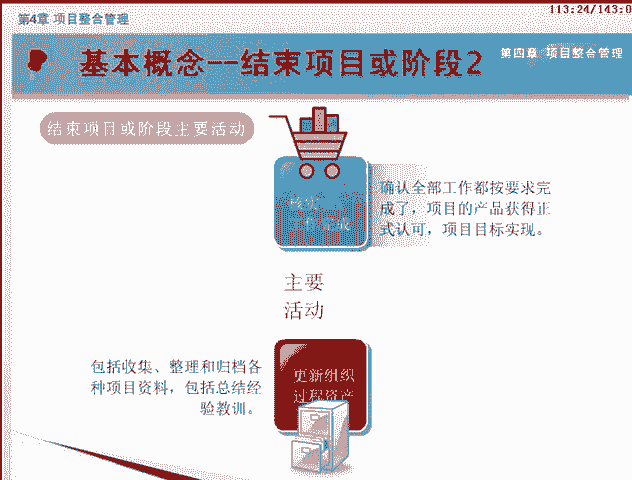 113:24/143:0
第4章 项目整合管理
基本概念--结束项目或阶段2
第四章 项目整合管理
结束项目或阶段主要活动
确认全部工作都按要求完
成了，项目的产品获得正
式认可，项目目标实现。
主要
活动
包括收集、整理和归档各
种项目资料，包括总结经
验教训。
更新组织
过程资产